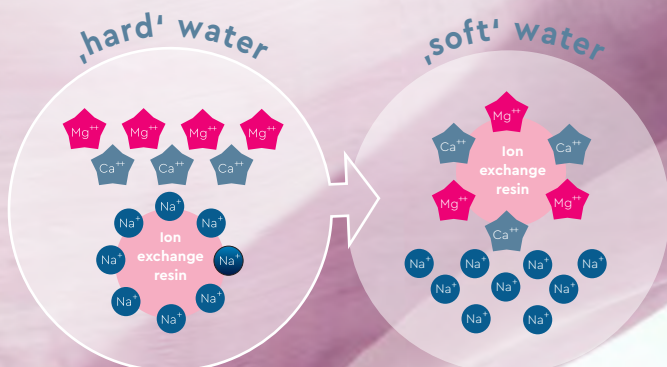 ‚hard‘ water
‚soft‘ water
Mg⁺⁺ Mg⁺⁺ Mg⁺⁺ Mg⁺⁺
Ca⁺⁺ Ca⁺⁺ Ca⁺⁺
Na⁺
Na⁺ Na⁺
Ion
exchange
resin
Na⁺ Na⁺
Na⁺ Na⁺
Na⁺
Mg⁺⁺
Ca⁺⁺ Ca⁺⁺
Ion
exchange
resin
Mg⁺⁺ Mg⁺⁺
Ca⁺⁺
Na⁺ Na⁺ Na⁺ Na⁺
Na⁺ Na⁺ Na⁺
Na⁺ Na⁺